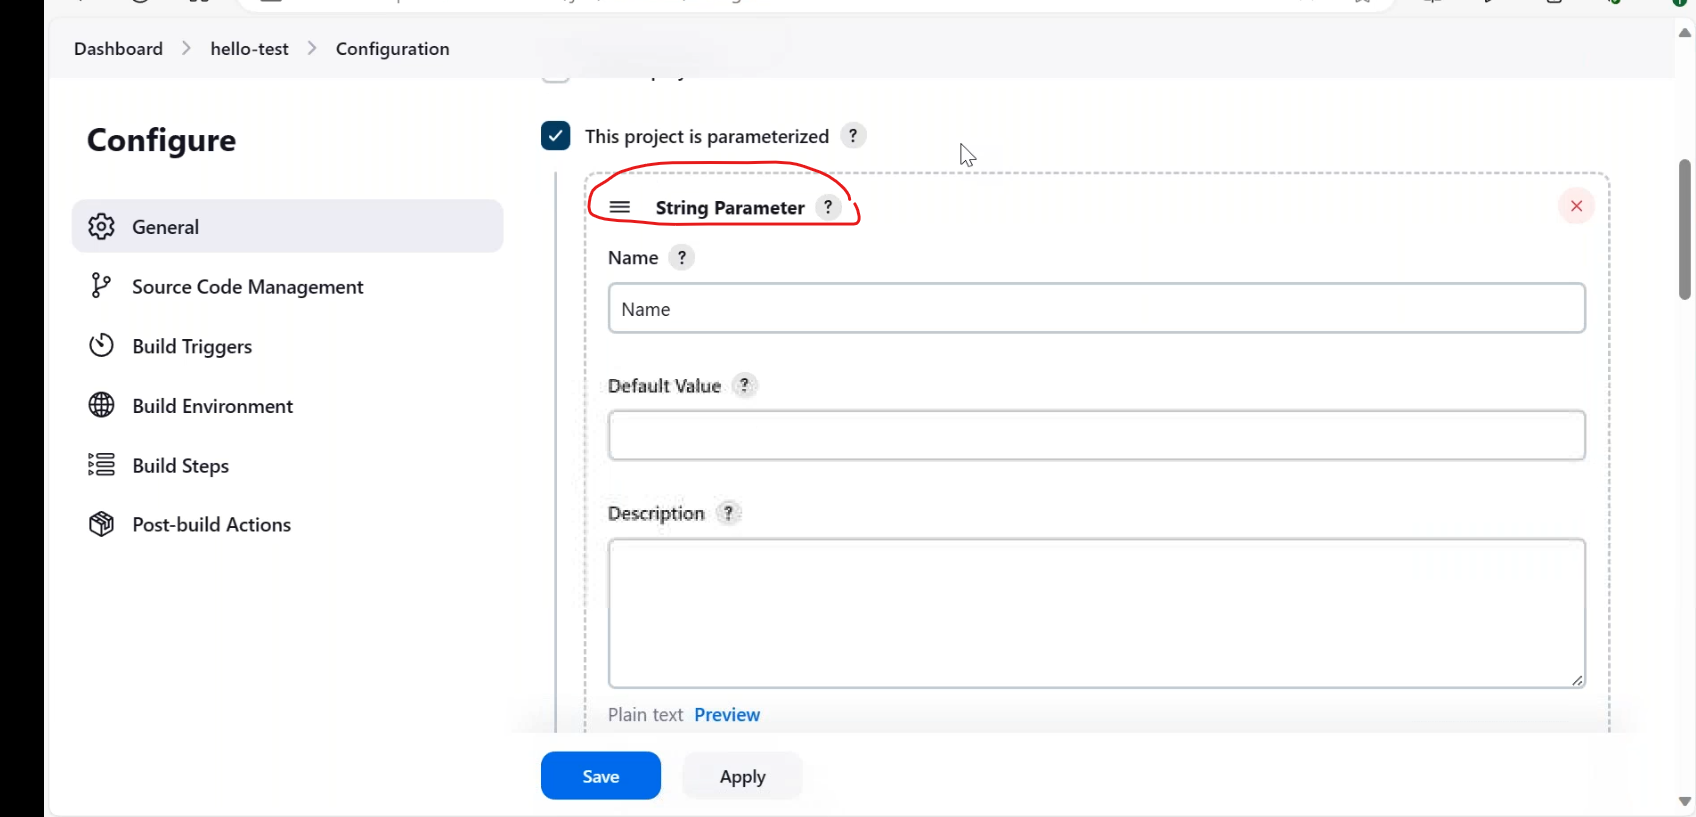 Dashboard > hello-test > Configuration
Configure
General
Source Code Management
Build Triggers
Build Environment
Build Steps
Post-build Actions
This project is parameterized ?
String Parameter ?
Name ?
Name
Default Value ?
Description ?
Plain text Preview
Save Apply